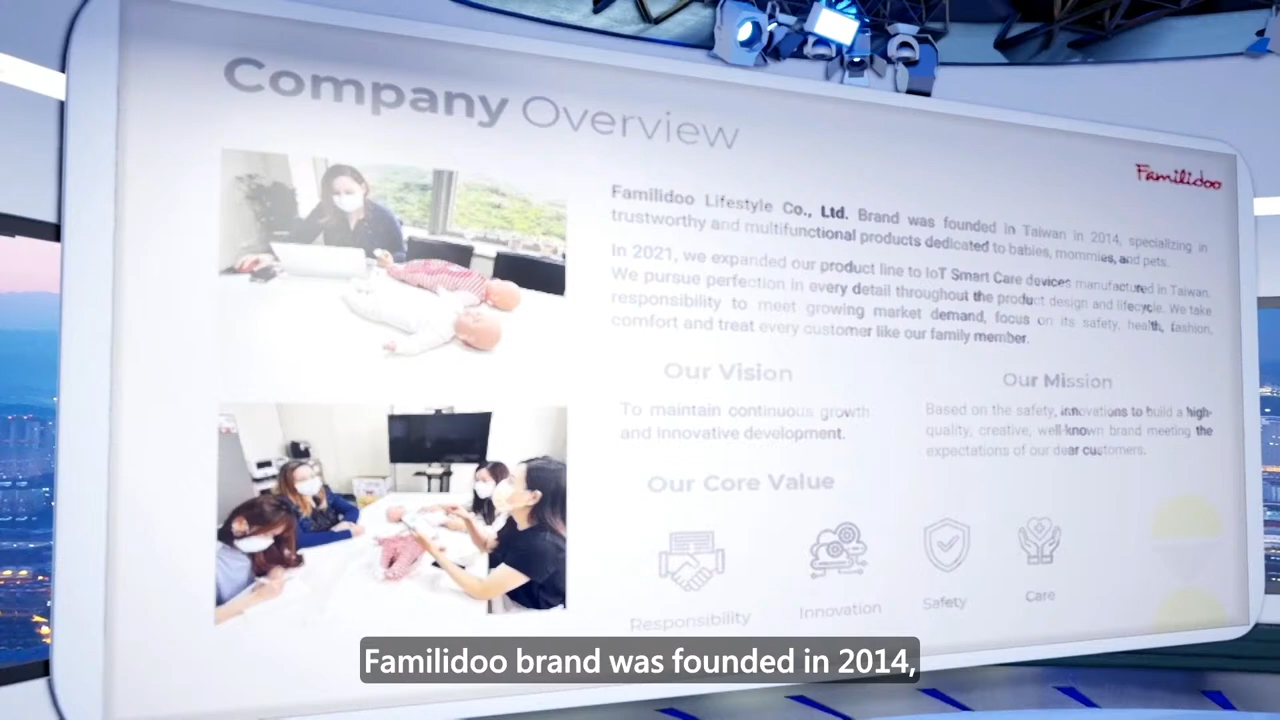 Company Overview
Familidoo
Familidoo Lifestyle Co., Ltd. Brand was founded in Taiwan in 2014, specializing in
trustworthy and multifunctional products dedicated to babies, mommies, and pets.
In 2021, we expanded our product line to IoT Smart Care devices manufactured in Taiwan.
We pursue perfection in every detail throughout the product design and lifecycle. We take
responsibility to meet growing market demand, focus on its safety, health, fashion,
comfort and treat every customer like our family member.
Our Vision
To maintain continuous growth
and innovative development.
Our Mission
Based on the safety, innovations to build a high-
quality, creative, well-known brand meeting the
expectations of our dear customers.
Our Core Value
Responsibility
Innovation
Safety
Care
Familidoo brand was founded in 2014,